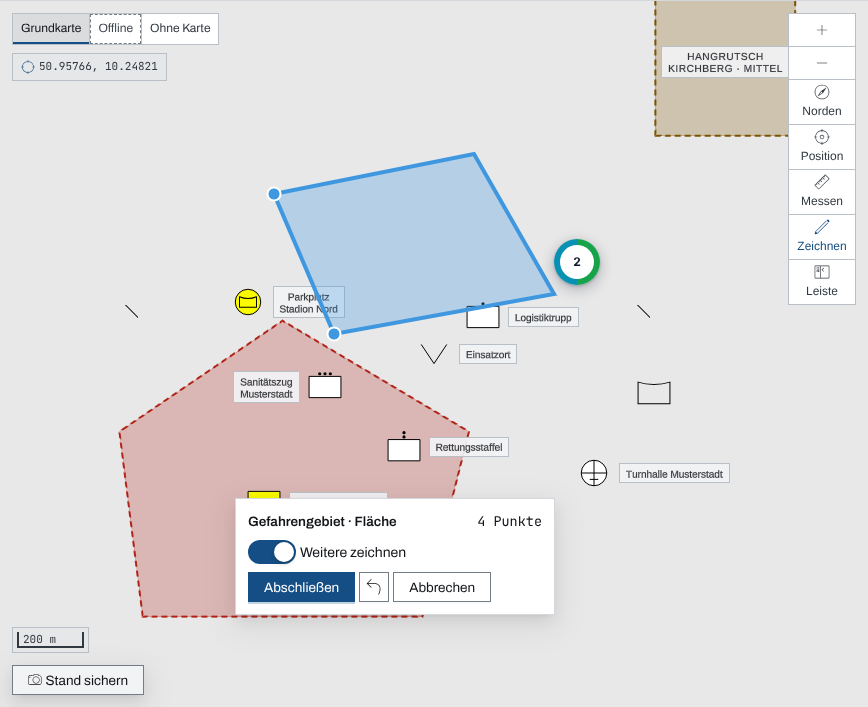 Grundkarte
Offline
Ohne Karte
50.95766, 10.24821
HANGRUTSCH
KIRCHBERG · MITTEL
Norden
Position
Messen
Zeichnen
Leiste
2
Parkplatz
Stadion Nord
Logistiktrupp
Einsatzort
Sanitätszug
Musterstadt
Rettungsstaffel
Turnhalle Musterstadt
Gefahrengebiet · Fläche
4 Punkte
Weitere zeichnen
Abschließen
Abbrechen
200 m
Stand sichern